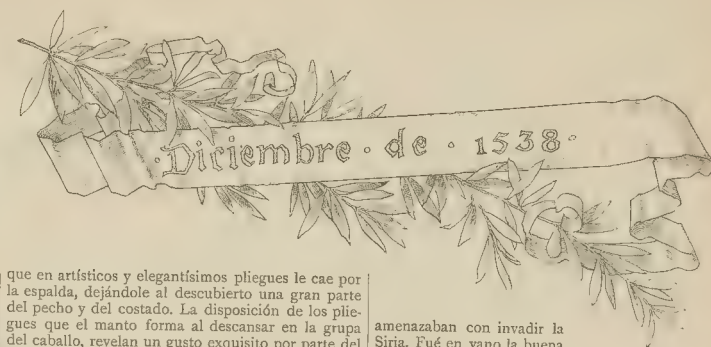 ·Diciembre · de · 1538·
que en artísticos y elegantísimos pliegues le cae por
la espalda, dejándole al descubierto una gran parte
del pecho y del costado. La disposición de los plie-
gues que el manto forma al descansar en la grupa
del caballo, revelan un gusto exquisito por parte del
amenazaban con invadir la
Siria. Fué en vano la buena